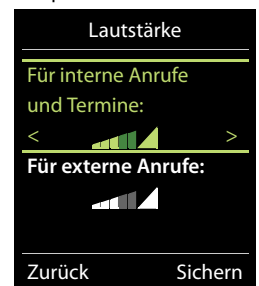 Lautstärke
Für interne Anrufe
und Termine:
< >
Für externe Anrufe:
Zurück Sichern